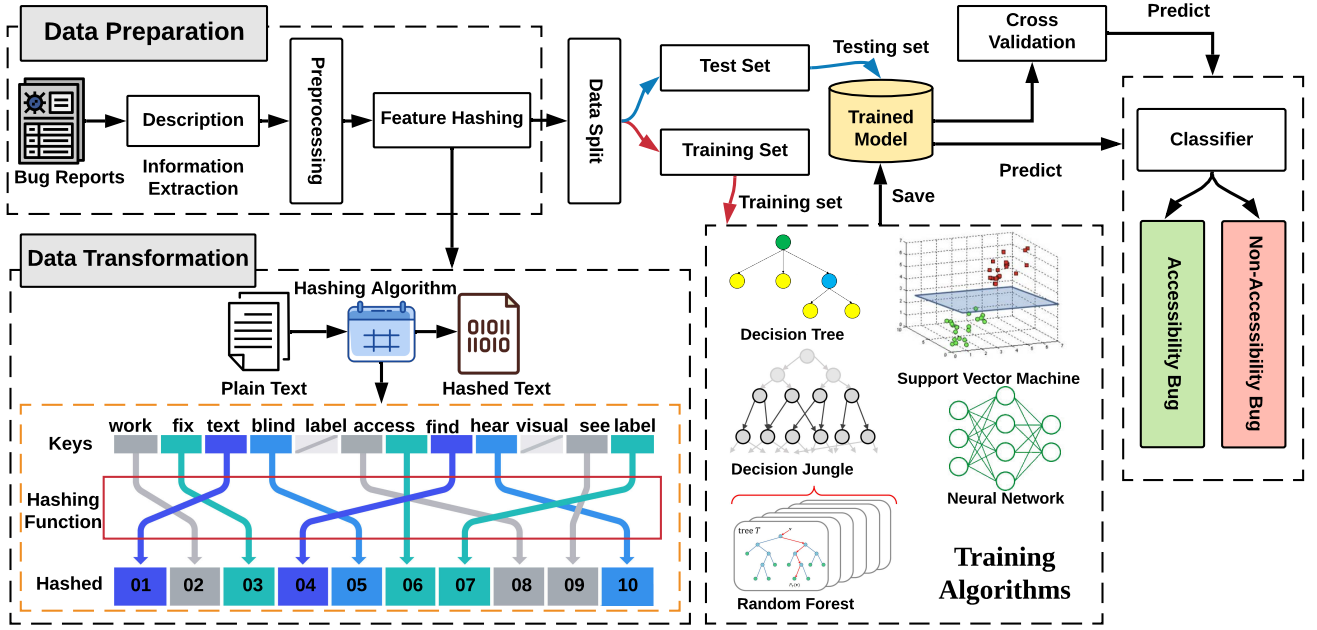 Data Preparation
Bug Reports
Description
Information
Extraction
Preprocessing
Feature Hashing
Data Split
Test Set
Training Set
Testing set
Training set
Trained
Model
Save
Cross
Validation
Predict
Predict
Classifier
Accessibility Bug
Non-Accessibility Bug
Data Transformation
Hashing Algorithm
Plain Text
01011
11010
Hashed Text
Keys
work fix text blind label access find hear visual see label
Hashing
Function
Hashed
01 02 03 04 05 06 07 08 09 10
Decision Tree
Support Vector Machine
Decision Jungle
Neural Network
tree T
Random Forest
Training
Algorithms